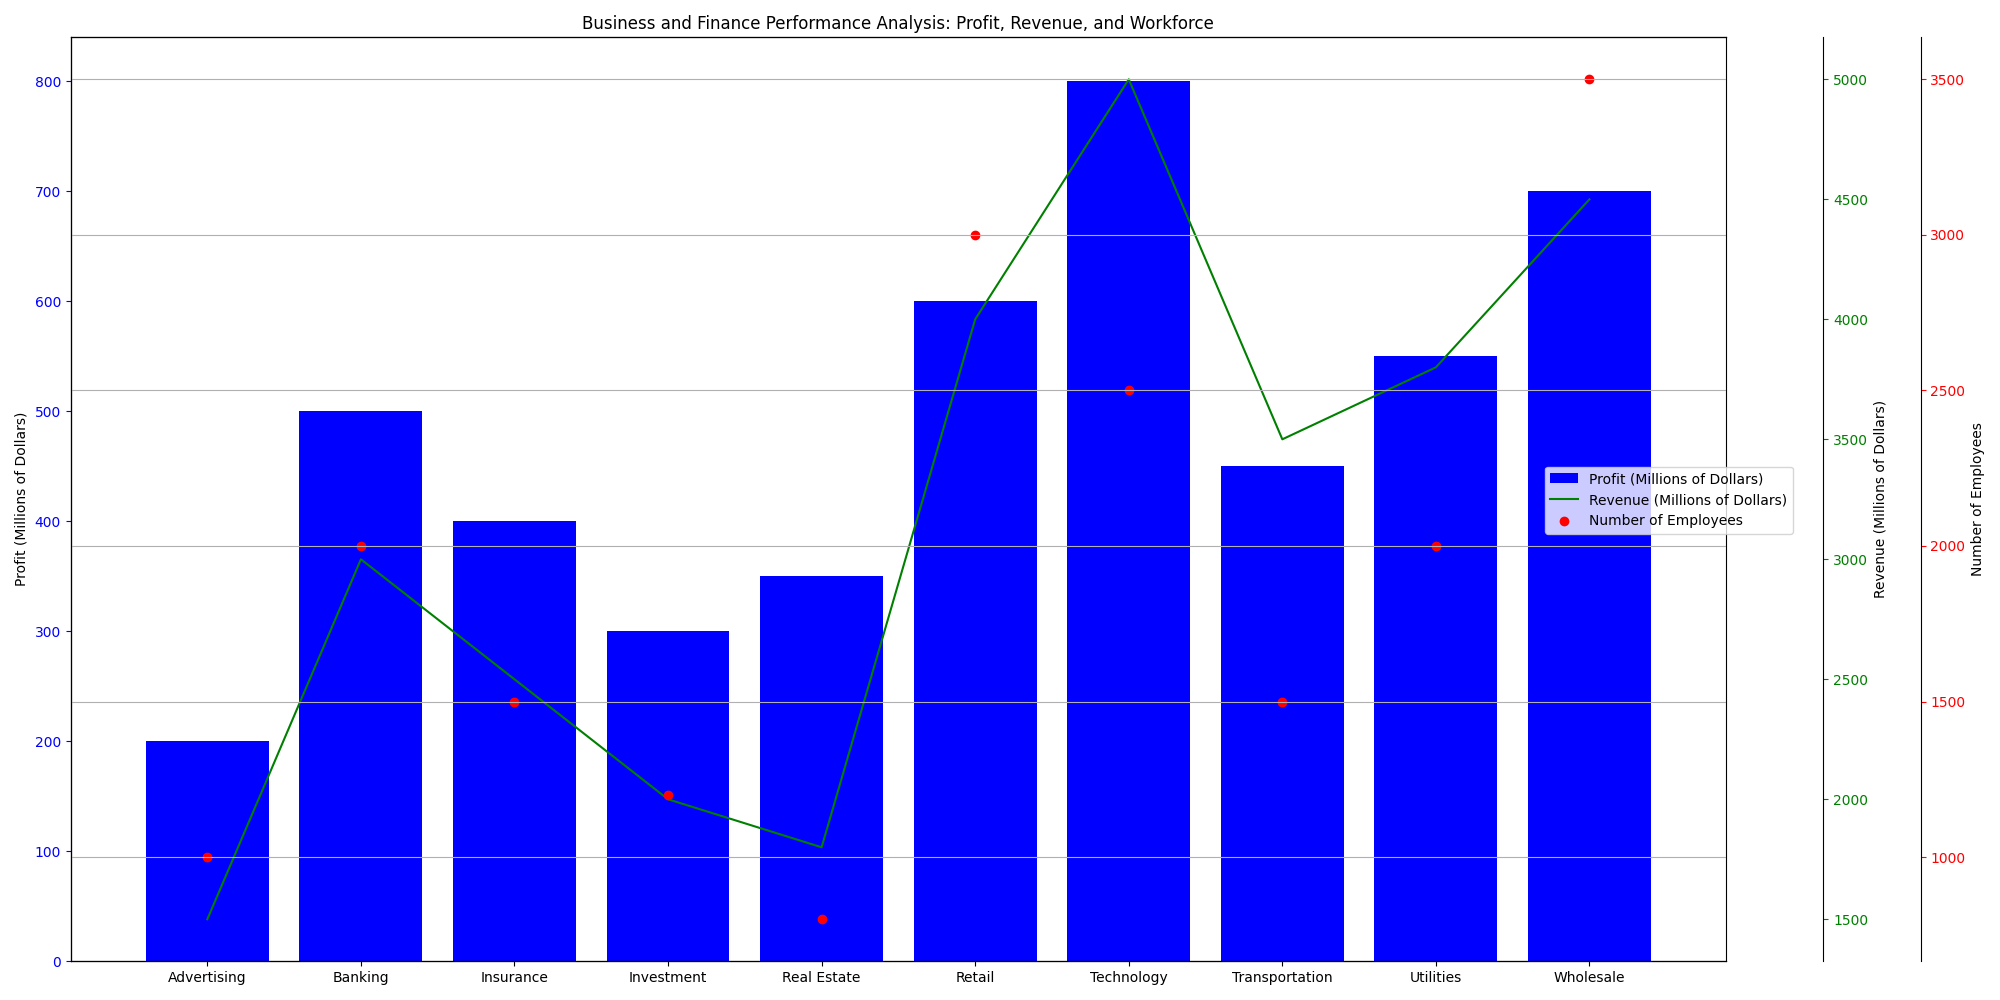 Business and Finance Performance Analysis: Profit, Revenue, and Workforce
Profit (Millions of Dollars)
800
700
600
500
400
300
200
100
0
Advertising
Banking
Insurance
Investment
Real Estate
Retail
Technology
Transportation
Utilities
Wholesale
Profit (Millions of Dollars)
Revenue (Millions of Dollars)
Number of Employees
5000
4500
4000
3500
3000
2500
2000
1500
Revenue (Millions of Dollars)
3500
3000
2500
2000
1500
1000
Number of Employees